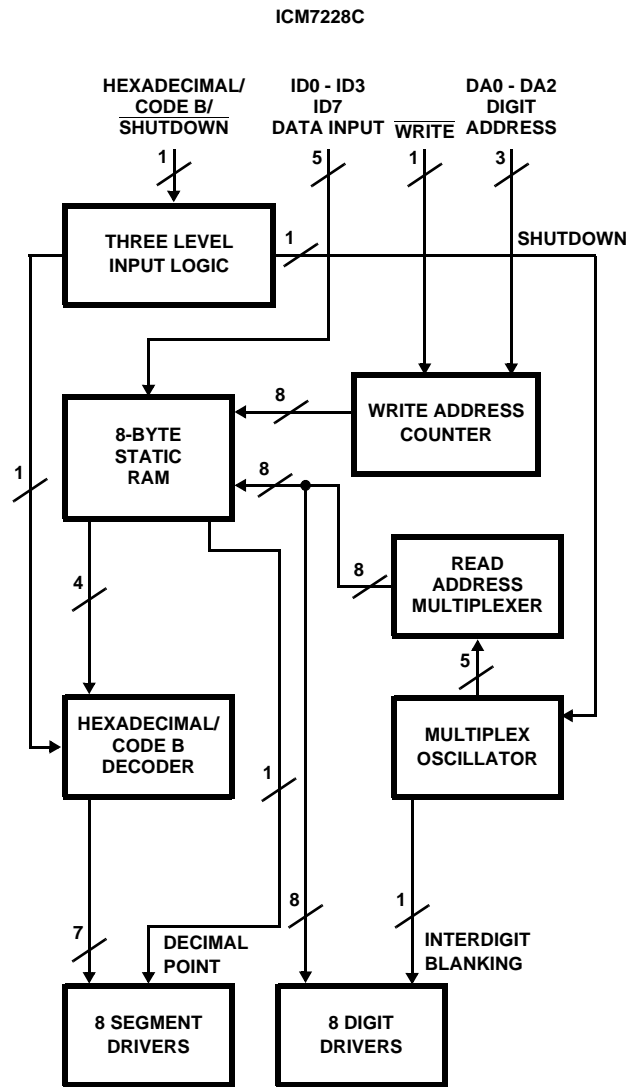 ICM7228C
HEXADECIMAL/
CODE B/
SHUTDOWN
ID0 - ID3
ID7
DATA INPUT
WRITE
DA0 - DA2
DIGIT
ADDRESS
1
5
1
3
THREE LEVEL
INPUT LOGIC
1
SHUTDOWN
8-BYTE
STATIC
RAM
8
WRITE ADDRESS
COUNTER
1
8
4
8
READ
ADDRESS
MULTIPLEXER
5
HEXADECIMAL/
CODE B
DECODER
1
MULTIPLEX
OSCILLATOR
7
DECIMAL
POINT
8
1
INTERDIGIT
BLANKING
8 SEGMENT
DRIVERS
8 DIGIT
DRIVERS